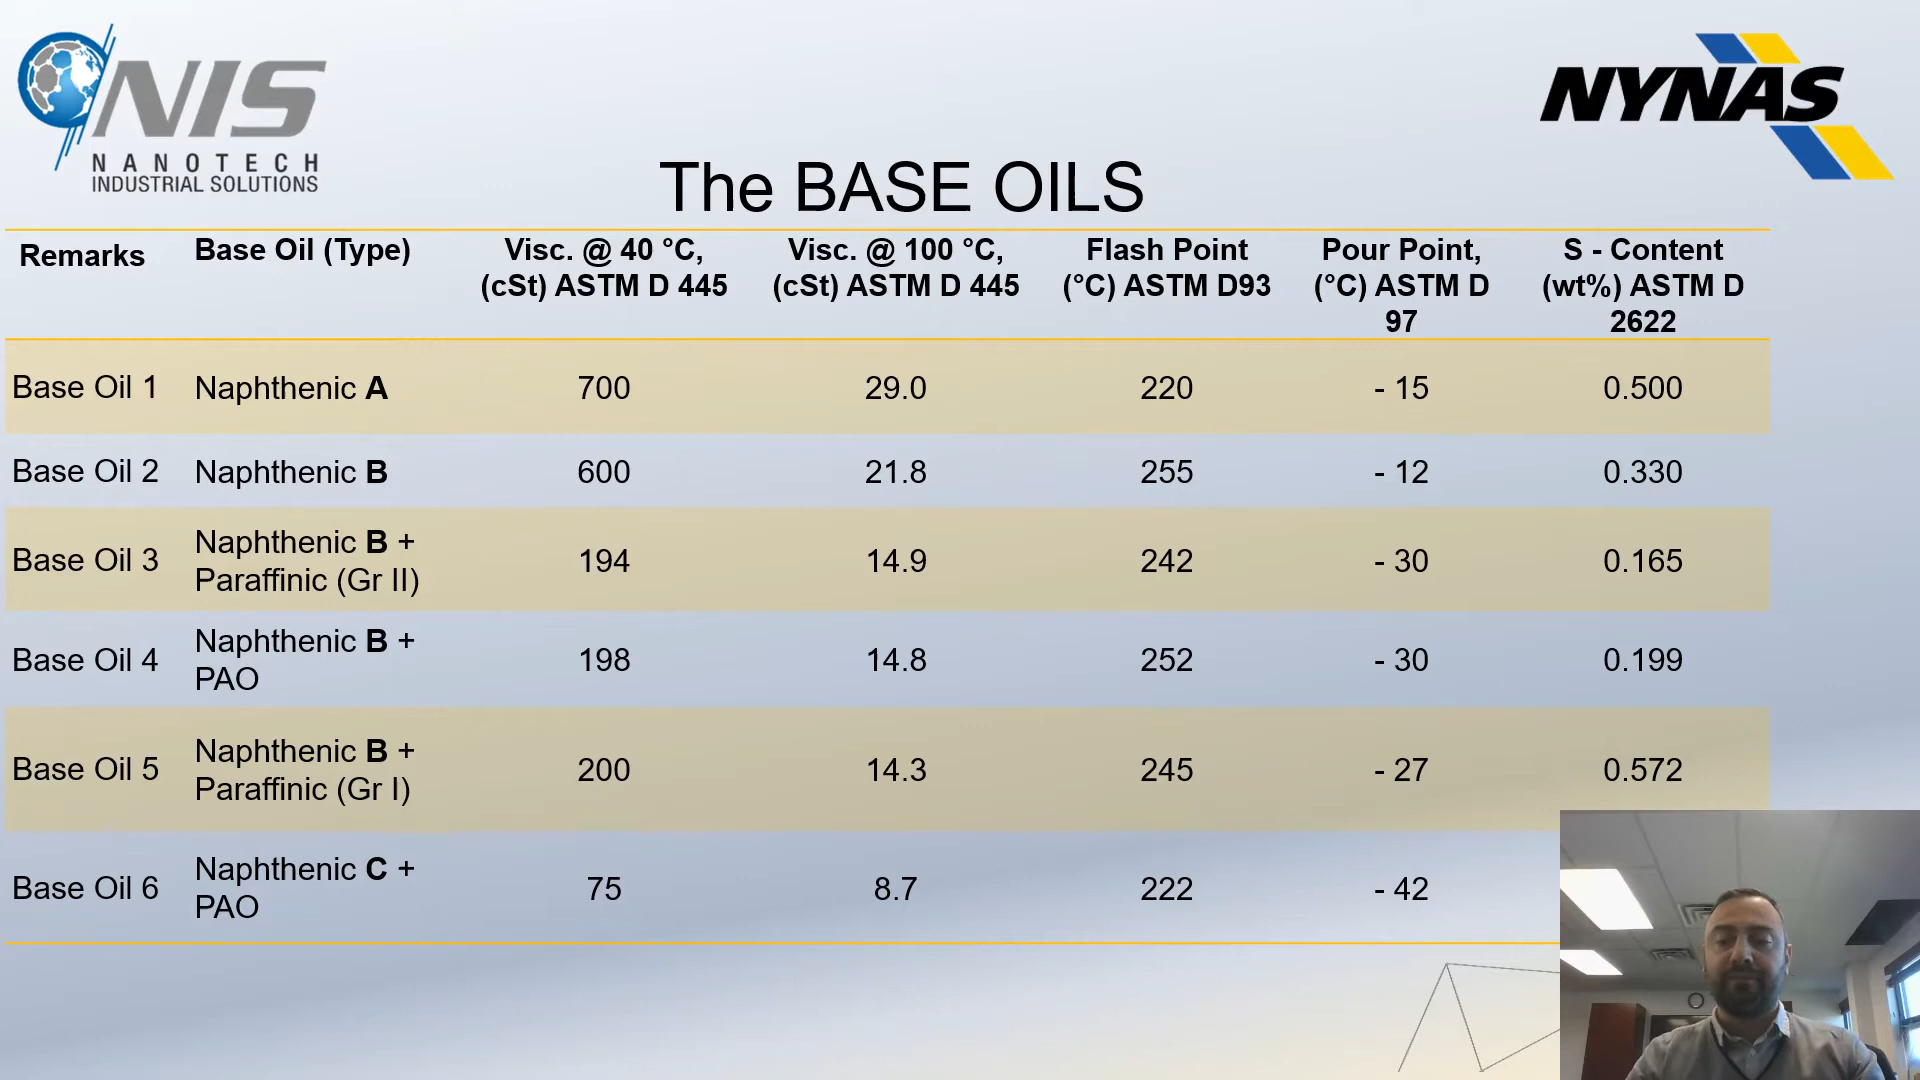 NIS
NANOTECH
INDUSTRIAL SOLUTIONS
NYNAS
The BASE OILS
Remarks Base Oil (Type) Visc. @ 40 °C, (cSt) ASTM D 445 Visc. @ 100 °C, (cSt) ASTM D 445 Flash Point (°C) ASTM D93 Pour Point, (°C) ASTM D 97 S - Content (wt%) ASTM D 2622
Base Oil 1 Naphthenic A 700 29.0 220 - 15 0.500
Base Oil 2 Naphthenic B 600 21.8 255 - 12 0.330
Base Oil 3 Naphthenic B + Paraffinic (Gr II) 194 14.9 242 - 30 0.165
Base Oil 4 Naphthenic B + PAO 198 14.8 252 - 30 0.199
Base Oil 5 Naphthenic B + Paraffinic (Gr I) 200 14.3 245 - 27 0.572
Base Oil 6 Naphthenic C + PAO 75 8.7 222 - 42